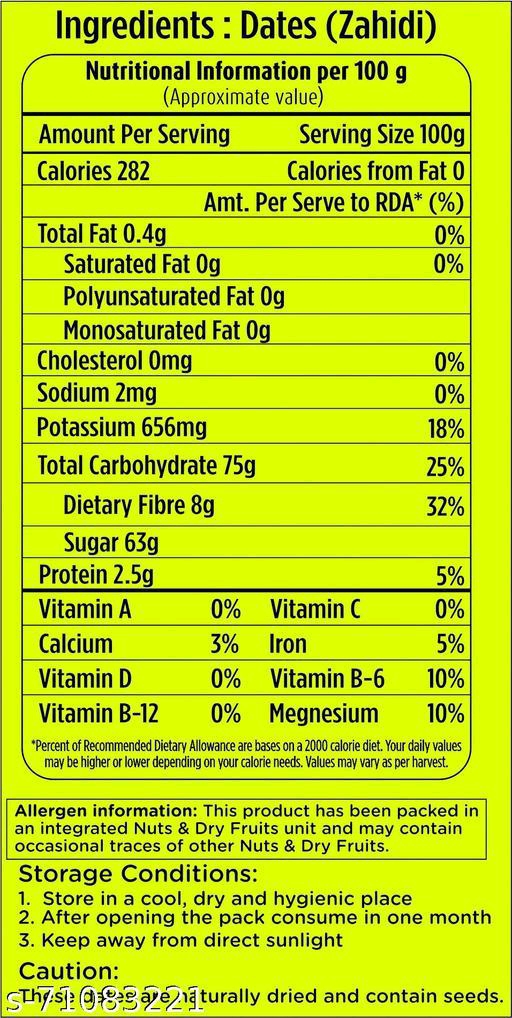 Ingredients : Dates (Zahidi)
Nutritional Information per 100 g
(Approximate value)
Amount Per Serving Serving Size 100g
Calories 282 Calories from Fat 0
Amt. Per Serve to RDA* (%)
Total Fat 0.4g 0%
Saturated Fat 0g 0%
Polyunsaturated Fat 0g
Monosaturated Fat 0g
Cholesterol 0mg 0%
Sodium 2mg 0%
Potassium 656mg 18%
Total Carbohydrate 75g 25%
Dietary Fibre 8g 32%
Sugar 63g
Protein 2.5g 5%
Vitamin A 0% Vitamin C 0%
Calcium 3% Iron 5%
Vitamin D 0% Vitamin B-6 10%
Vitamin B-12 0% Megnesium 10%
*Percent of Recommended Dietary Allowance are bases on a 2000 calorie diet. Your daily values
may be higher or lower depending on your calorie needs. Values may vary as per harvest.
Allergen information: This product has been packed in
an integrated Nuts & Dry Fruits unit and may contain
occasional traces of other Nuts & Dry Fruits.
Storage Conditions:
1. Store in a cool, dry and hygienic place
2. After opening the pack consume in one month
3. Keep away from direct sunlight
Caution:
These dates are naturally dried and contain seeds.
s-71083221